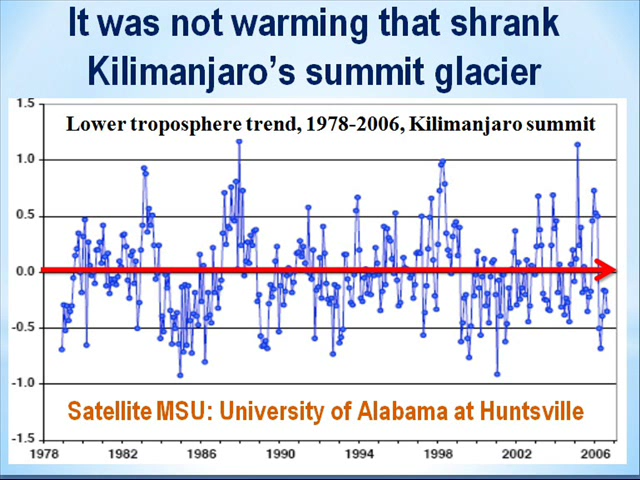 It was not warming that shrank
Kilimanjaro's summit glacier
1.5
Lower troposphere trend, 1978-2006, Kilimanjaro summit
1.0
0.5
0.0
-0.5
-1.0
Satellite MSU: University of Alabama at Huntsville
-1.5
1978 1982 1986 1990 1994 1998 2002 2006